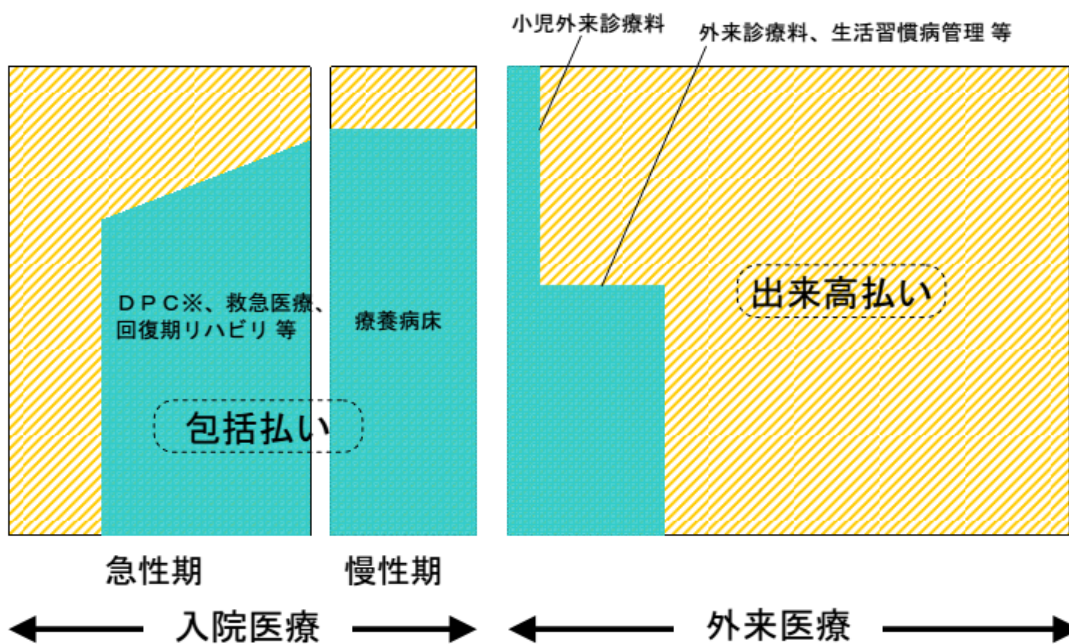 小児外来診療料
外来診療料、生活習慣病管理 等
DPC※、救急医療、
回復期リハビリ 等
療養病床
出来高払い
包括払い
急性期
慢性期
入院医療
外来医療